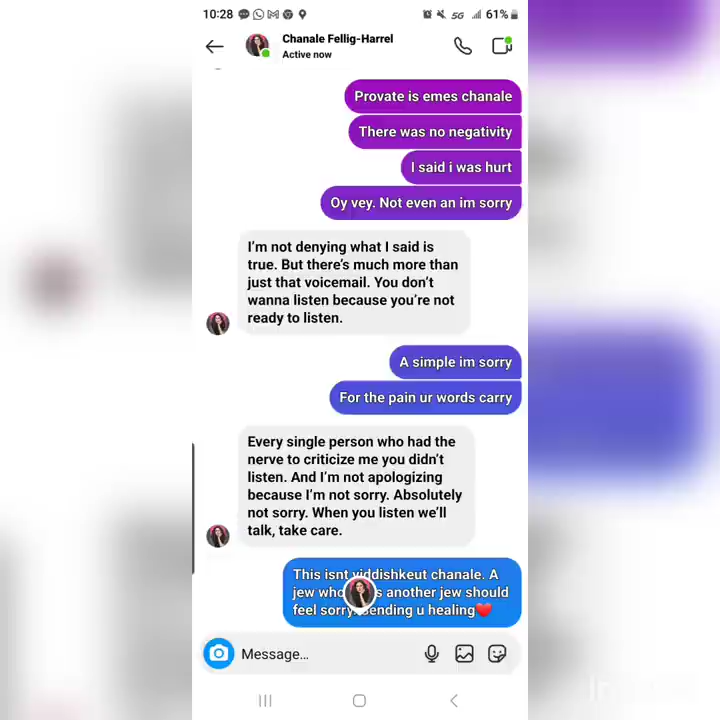 10:28
5G
61%
Chanale Fellig-Harrel
Active now
Provate is emes chanale
There was no negativity
I said i was hurt
Oy vey. Not even an im sorry
I'm not denying what I said is
true. But there's much more than
just that voicemail. You don't
wanna listen because you're not
ready to listen.
A simple im sorry
For the pain ur words carry
Every single person who had the
nerve to criticize me you didn't
listen. And I'm not apologizing
because I'm not sorry. Absolutely
not sorry. When you listen we'll
talk, take care.
This isnt yiddishkeut chanale. A
jew another jew should
feel sorry. Sending u healing❤️
Message...